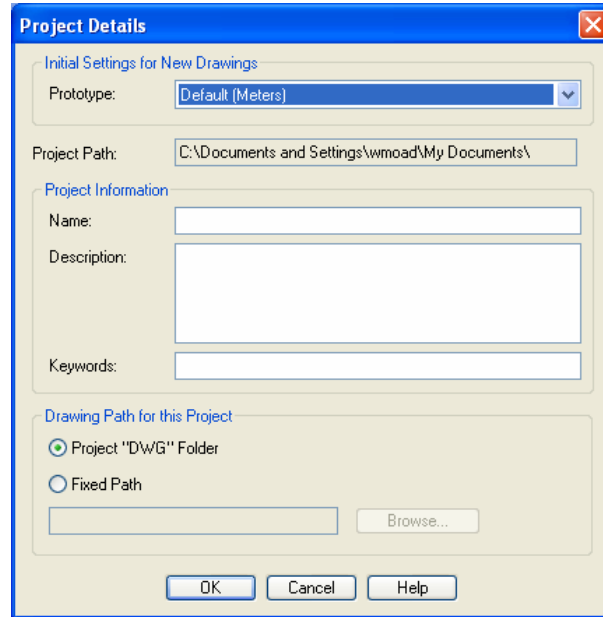 Project Details
Initial Settings for New Drawings
Prototype: Default (Meters)
Project Path: C:\Documents and Settings\wmoad\My Documents\
Project Information
Name:
Description:
Keywords:
Drawing Path for this Project
Project "DWG" Folder
Fixed Path
Browse...
OK Cancel Help